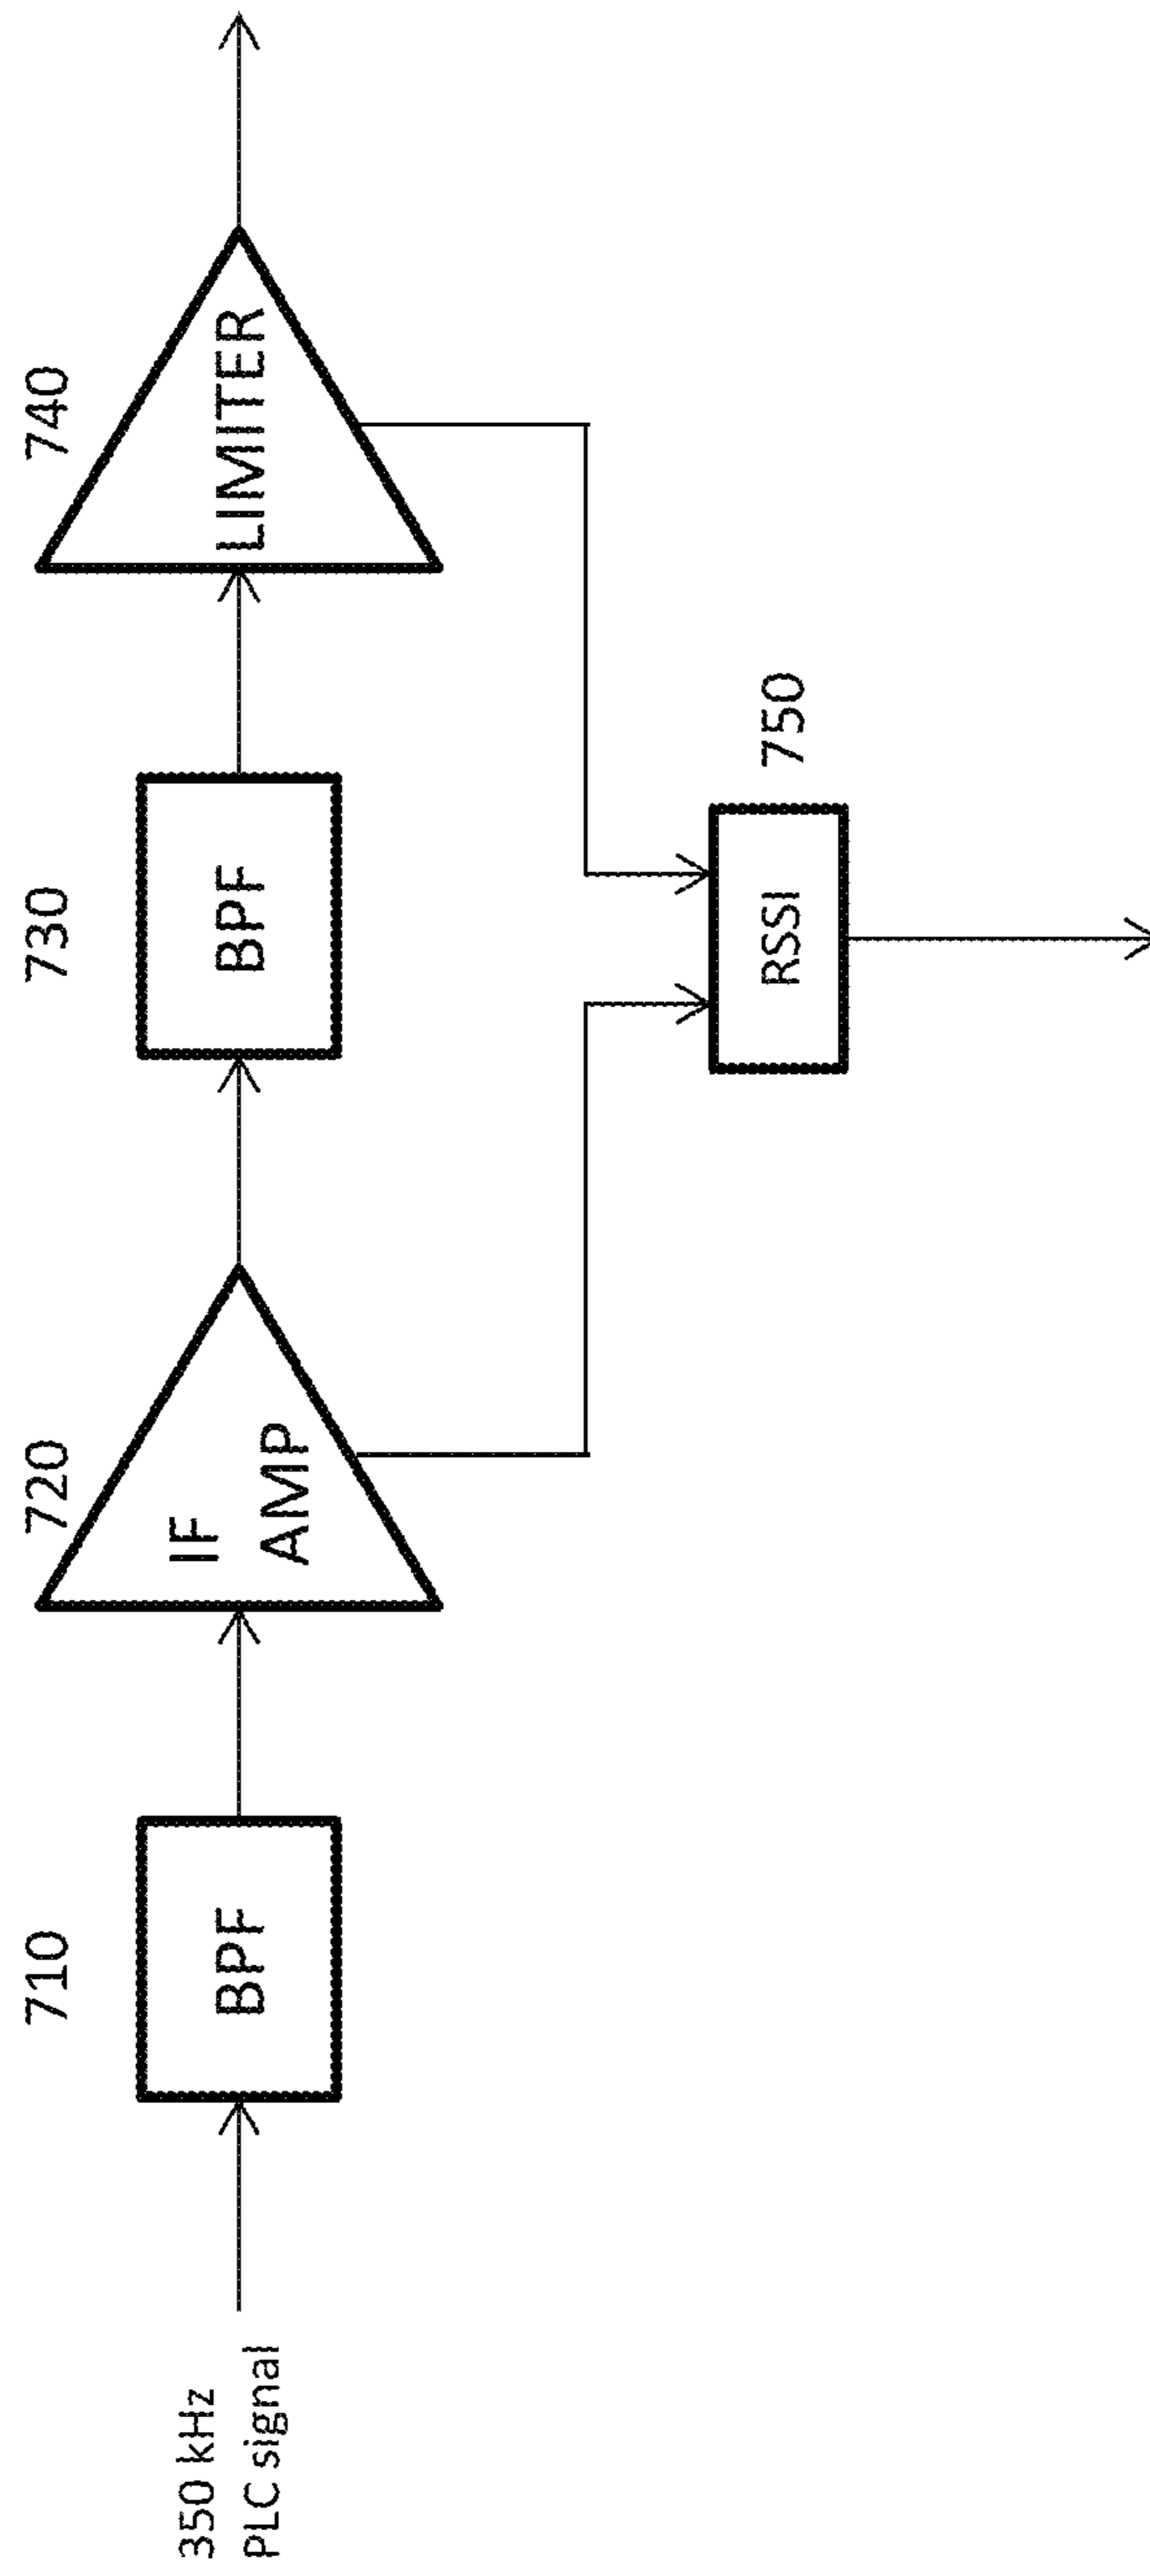 350 kHz
PLC signal
710
BPF
720
IF
AMP
730
BPF
740
LIMITER
RSSI
750